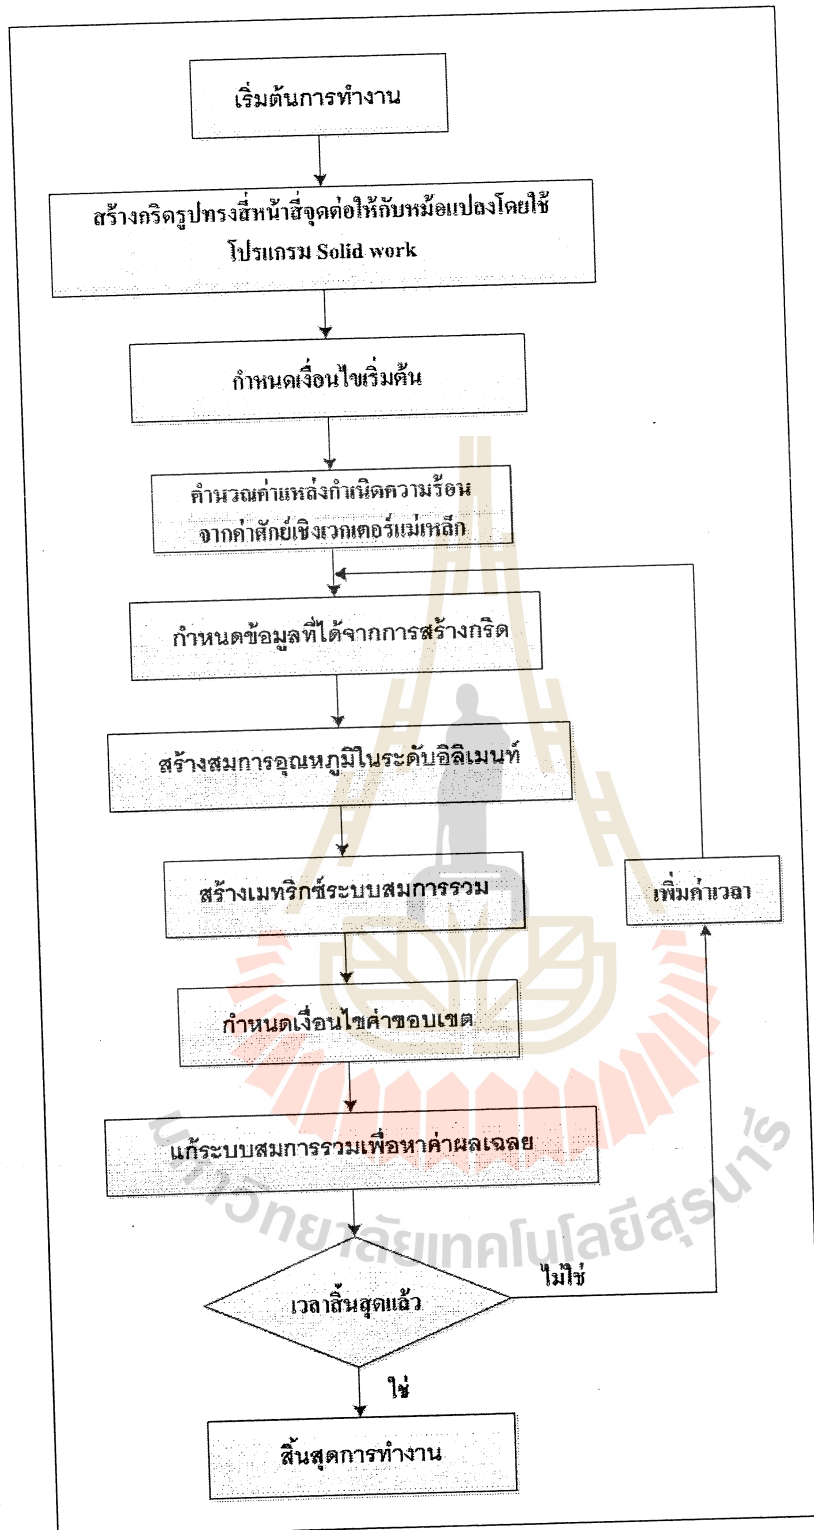 เริ่มต้นการทำงาน
สร้างกริดรูปทรงสี่หน้าสี่จุดต่อให้กับหม้อแปลงโดยใช้
โปรแกรม Solid work
กำหนดเงื่อนไขเริ่มต้น
คำนวณค่าแหล่งกำเนิดความร้อน
จากค่าศักย์เชิงเวกเตอร์แม่เหล็ก
กำหนดข้อมูลที่ได้จากการสร้างกริด
สร้างสมการอุณหภูมิในระดับอิลิเมนท์
สร้างเมทริกซ์ระบบสมการรวม
เพิ่มค่าเวลา
กำหนดเงื่อนไขค่าขอบเขต
แก้ระบบสมการรวมเพื่อหาค่าผลเฉลย
มหาวิทยาลัยเทคโนโลยีสุรนารี
เวลาสิ้นสุดแล้ว
ไม่ใช่
ใช่
สิ้นสุดการทำงาน